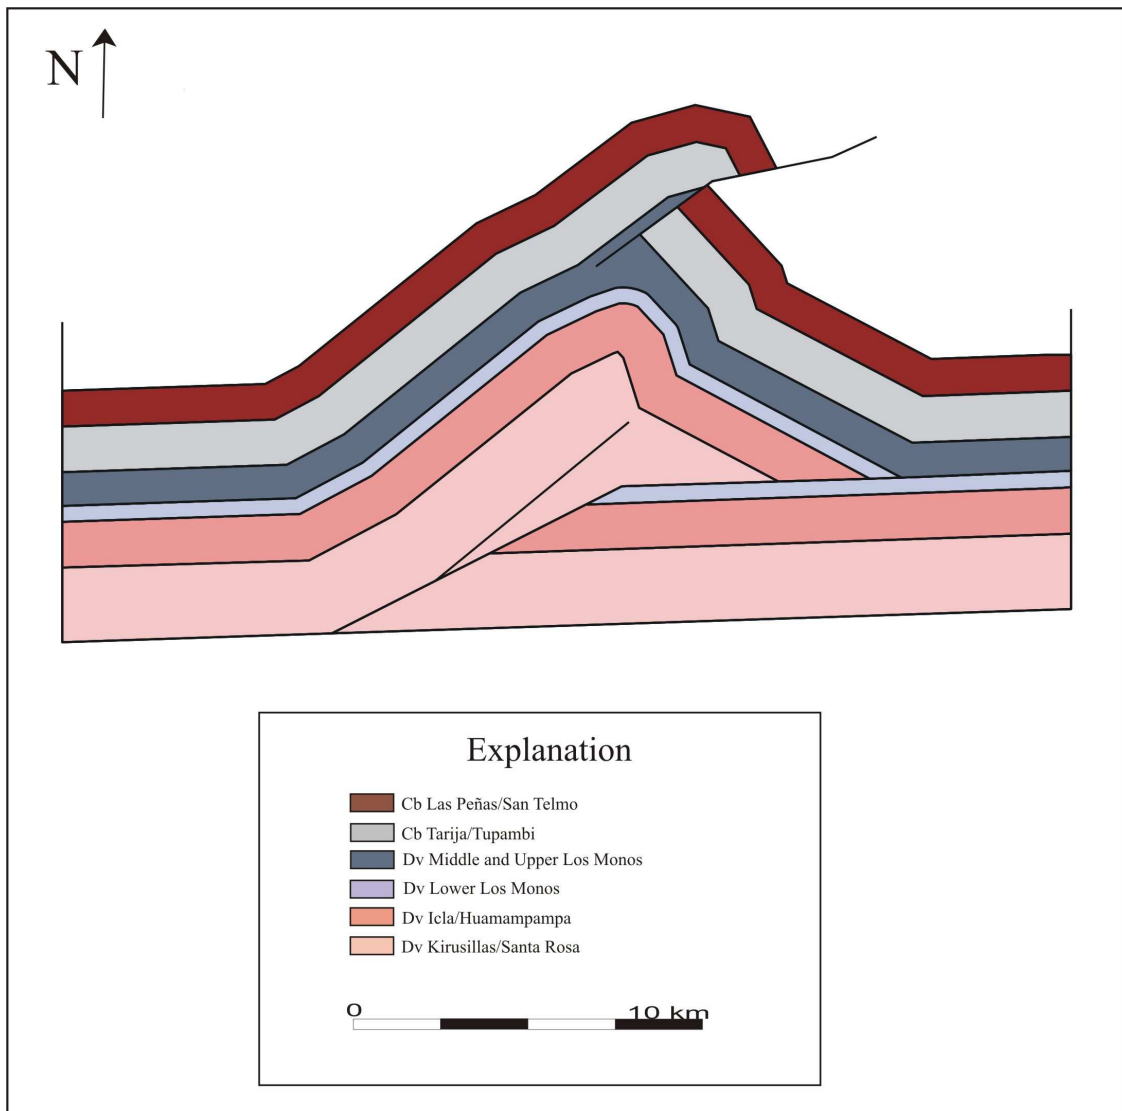 N
Explanation
Cb Las Peñas/San Telmo
Cb Tarija/Tupambi
Dv Middle and Upper Los Monos
Dv Lower Los Monos
Dv Icla/Huamampampa
Dv Kirusillas/Santa Rosa
0 10 km